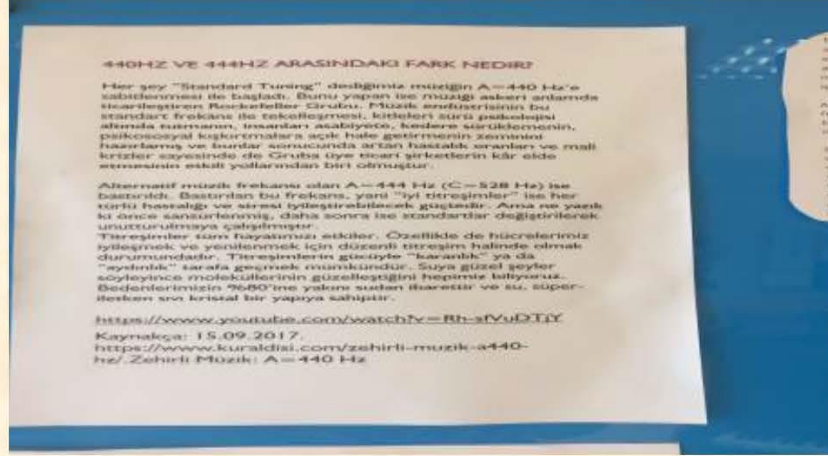 440HZ VE 444HZ ARASINDAKI FARK NEDIR?
Her şey "Standard Tuning" dediğimiz müziğin A=440 Hz'e
sabitlenmesi ile başladı. Bunu yapan ise müziği askeri anlamda
ticarileştiren Rockefeller Grubu. Müzik endüstrisinin bu
standart frekans ile tekelleşmesi, kitleleri sürü psikolojisi
altında tutmanın, insanları asabiyete, kedere sürüklemenin,
psikososyal kışkırtmalara açık hale getirmenin zeminini
hazırlamış ve bunlar sonucunda artan hastalık oranları ve mali
krizler sayesinde de Gruba üye ticari şirketlerin kâr elde
etmesinin etkili yollarından biri olmuştur.
Alternatif müzik frekansı olan A=444 Hz (C=528 Hz) ise
bastırıldı. Bastırılan bu frekans, yani "iyi titreşimler" ise her
türlü hastalığı ve stresi iyileştirebilecek güçtedir. Ama ne yazık
ki önce sansürlenmiş, daha sonra ise standartlar değiştirilerek
unutturulmaya çalışılmıştır.
Titreşimler tüm hayatımızı etkiler. Özellikle de hücrelerimiz
iyileşmek ve yenilenmek için düzenli titreşim halinde olmak
durumundadır. Titreşimlerin gücüyle "karanlık" ya da
"aydınlık" tarafa geçmek mümkündür. Suya güzel şeyler
söyleyince moleküllerinin güzelleştiğini hepimiz biliyoruz.
Bedenlerimizin %80'ine yakını sudan ibarettir ve su, süper-
iletken sıvı kristal bir yapıya sahiptir.
https://www.youtube.com/watch?v=Rh-sfVuDTjY
Kaynakça: 15.09.2017.
https://www.kuraldisi.com/zehirli-muzik-a440-
hz/ Zehirli Müzik: A=440 Hz